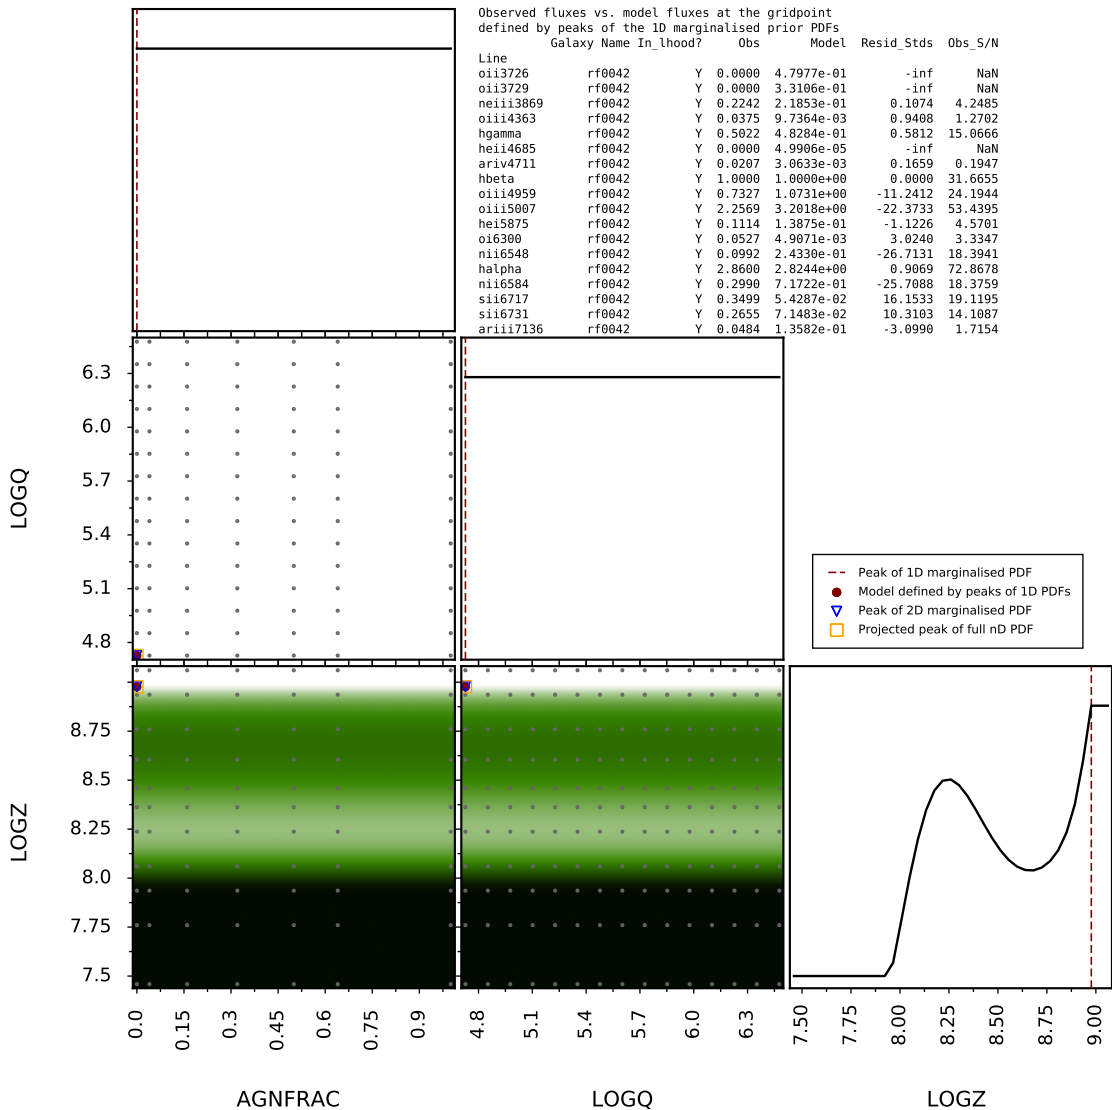 Observed fluxes vs. model fluxes at the gridpoint
defined by peaks of the 1D marginalised prior PDFs
Galaxy Name In_lhood? Obs Model Resid_Stds Obs_S/N
Line
oii3726 rf0042 Y 0.0000 4.7977e-01 -inf NaN
oii3729 rf0042 Y 0.0000 3.3106e-01 -inf NaN
neiii3869 rf0042 Y 0.2242 2.1853e-01 0.1074 4.2485
oiii4363 rf0042 Y 0.0375 9.7364e-03 0.9408 1.2702
hgamma rf0042 Y 0.5022 4.8284e-01 0.5812 15.0666
heii4685 rf0042 Y 0.0000 4.9906e-05 -inf NaN
ariv4711 rf0042 Y 0.0207 3.0633e-03 0.1659 0.1947
hbeta rf0042 Y 1.0000 1.0000e+00 0.0000 31.6655
oiii4959 rf0042 Y 0.7327 1.0731e+00 -11.2412 24.1944
oiii5007 rf0042 Y 2.2569 3.2018e+00 -22.3733 53.4395
hei5875 rf0042 Y 0.1114 1.3875e-01 -1.1226 4.5701
oi6300 rf0042 Y 0.0527 4.9071e-03 3.0240 3.3347
nii6548 rf0042 Y 0.0992 2.4330e-01 -26.7131 18.3941
halpha rf0042 Y 2.8600 2.8244e+00 0.9069 72.8678
nii6584 rf0042 Y 0.2990 7.1722e-01 -25.7088 18.3759
sii6717 rf0042 Y 0.3499 5.4287e-02 16.1533 19.1195
sii6731 rf0042 Y 0.2655 7.1483e-02 10.3103 14.1087
ariii7136 rf0042 Y 0.0484 1.3582e-01 -3.0990 1.7154
6.3
6.0
5.7
5.4
5.1
4.8
LOGQ
Peak of 1D marginalised PDF
Model defined by peaks of 1D PDFs
Peak of 2D marginalised PDF
Projected peak of full nD PDF
8.75
8.5
8.25
8.0
7.75
7.5
LOGZ
0.0 0.15 0.3 0.45 0.6 0.75 0.9
4.8 5.1 5.4 5.7 6.0 6.3
7.50 7.75 8.00 8.25 8.50 8.75 9.00
AGNFRAC LOGQ LOGZ